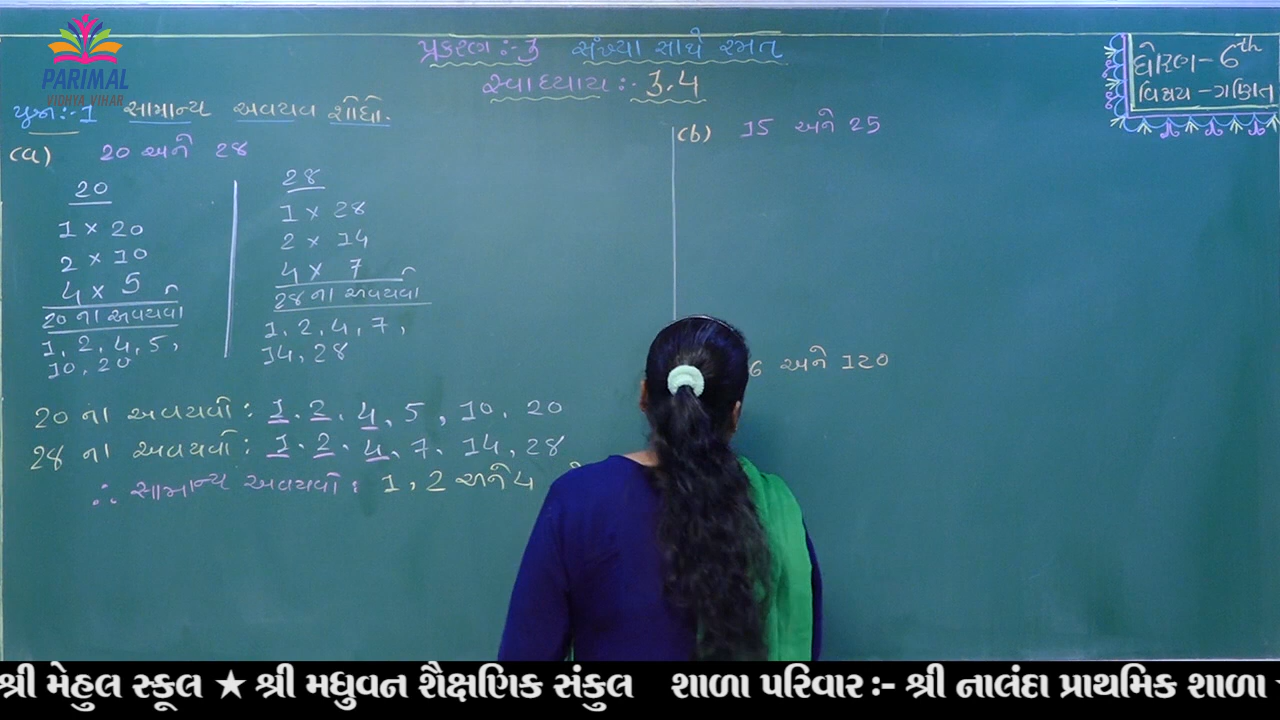 PARIMAL
VIDHYA VIHAR
પ્રકરણ :- 3 સંખ્યા સાથે રમત
સ્વાધ્યાય :- 3.4
ધોરણ - 6th
વિષય - ગણિત
પ્રશ્ન :- 1 સામાન્ય અવયવ શોધો.
(a) 20 અને 28
20
1 × 20
2 × 10
4 × 5
20 ના અવયવો
1, 2, 4, 5,
10, 20
28
1 × 28
2 × 14
4 × 7
28 ના અવયવો
1, 2, 4, 7,
14, 28
20 ના અવયવો : 1, 2, 4, 5, 10, 20
28 ના અવયવો : 1, 2, 4, 7, 14, 28
∴ સામાન્ય અવયવો : 1, 2 અને 4
(b) 15 અને 25
6 અને 120
શ્રી મેહુલ સ્કૂલ ★ શ્રી મધુવન શૈક્ષણિક સંકુલ શાળા પરિવાર :- શ્રી નાલંદા પ્રાથમિક શાળા